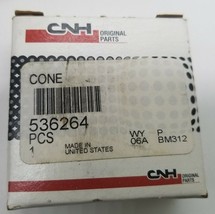 CNH ORIGINAL PARTS
CONE
536264
PCS WY P
1 MADE IN UNITED STATES 06A BM312
CNH ORIGINAL PARTS